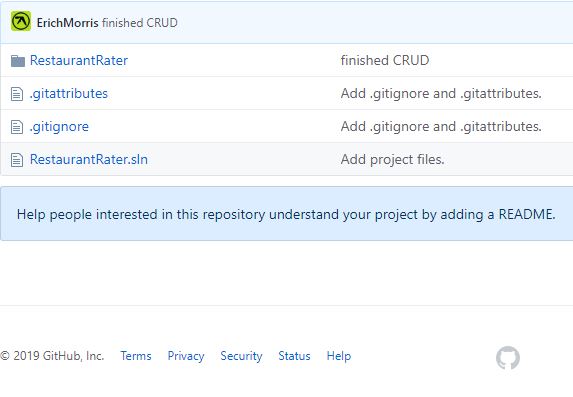 ErichMorris finished CRUD
RestaurantRater finished CRUD
.gitattributes Add .gitignore and .gitattributes.
.gitignore Add .gitignore and .gitattributes.
RestaurantRater.sln Add project files.
Help people interested in this repository understand your project by adding a README.
© 2019 GitHub, Inc. Terms Privacy Security Status Help